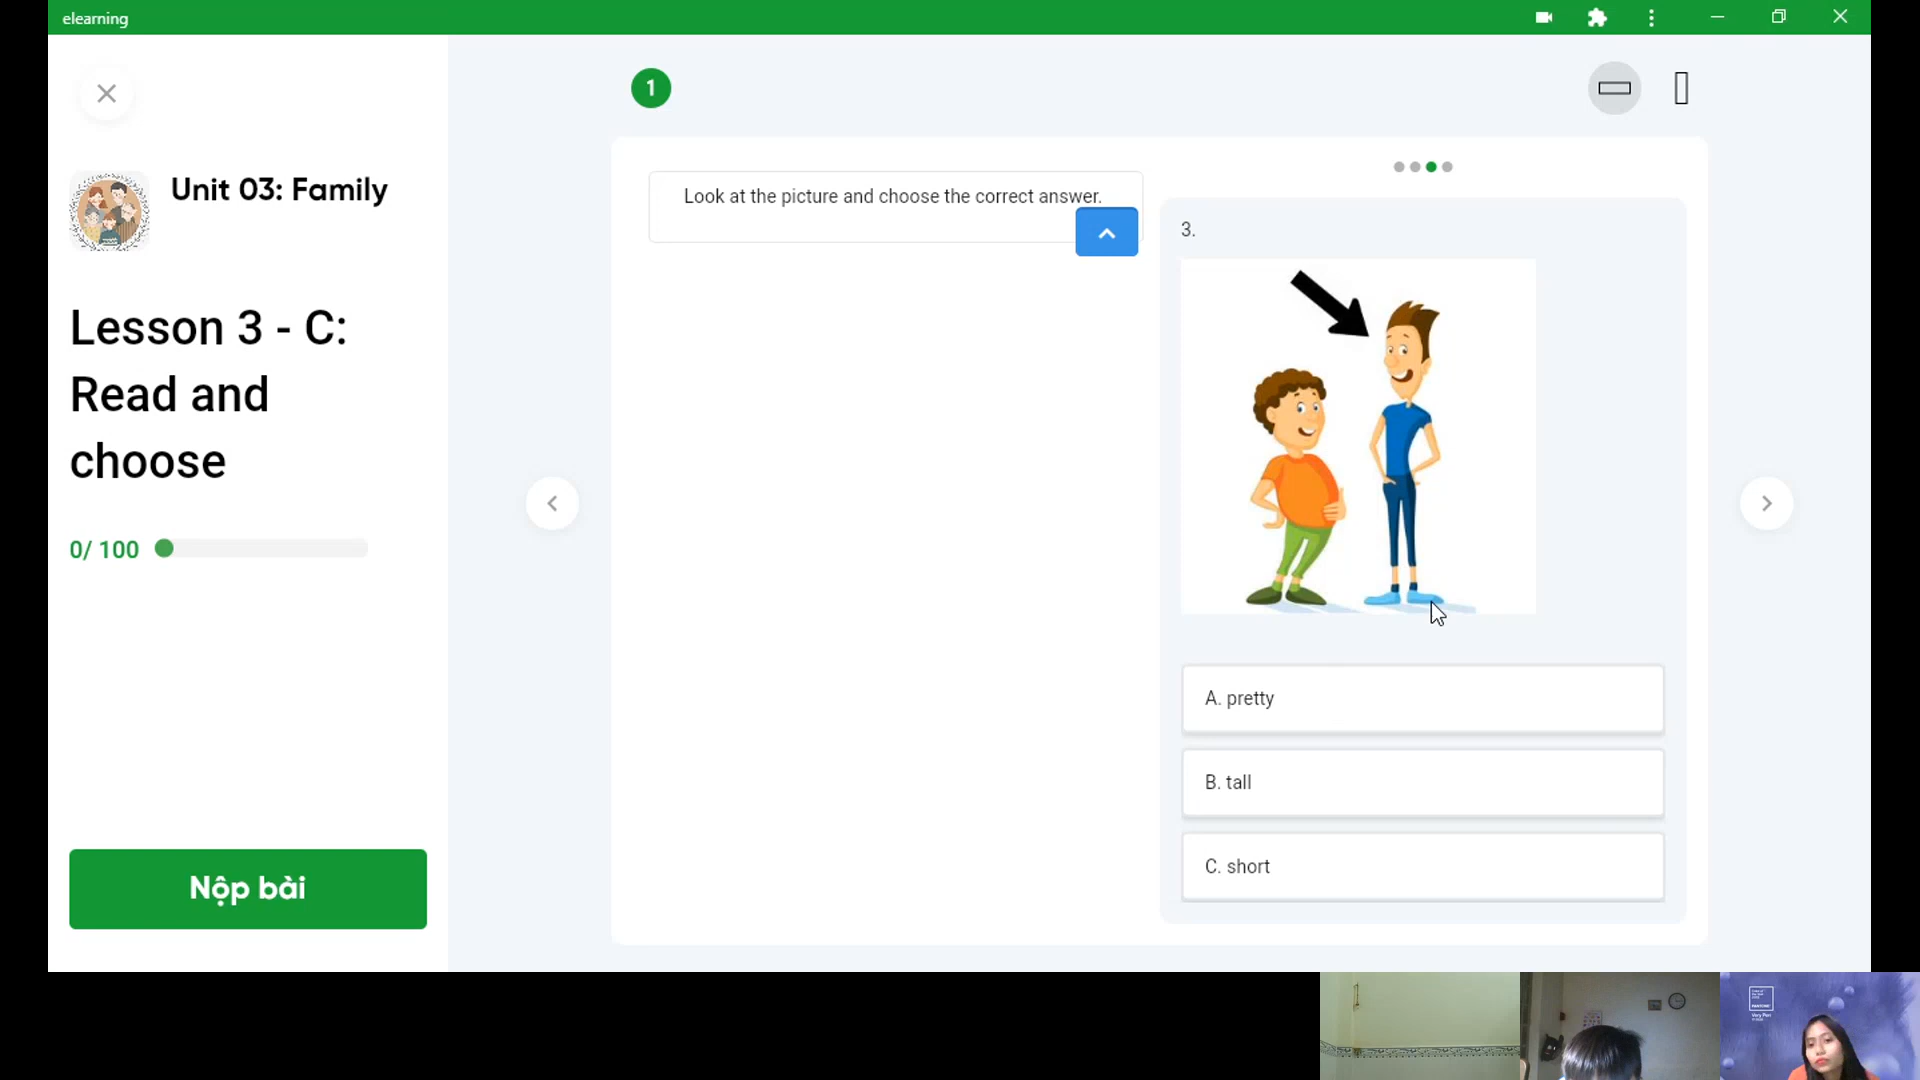 elearning
1
Unit 03: Family
Look at the picture and choose the correct answer.
3.
Lesson 3 - C:
Read and
choose
0/ 100
A. pretty
B. tall
C. short
Nộp bài
PANTONE